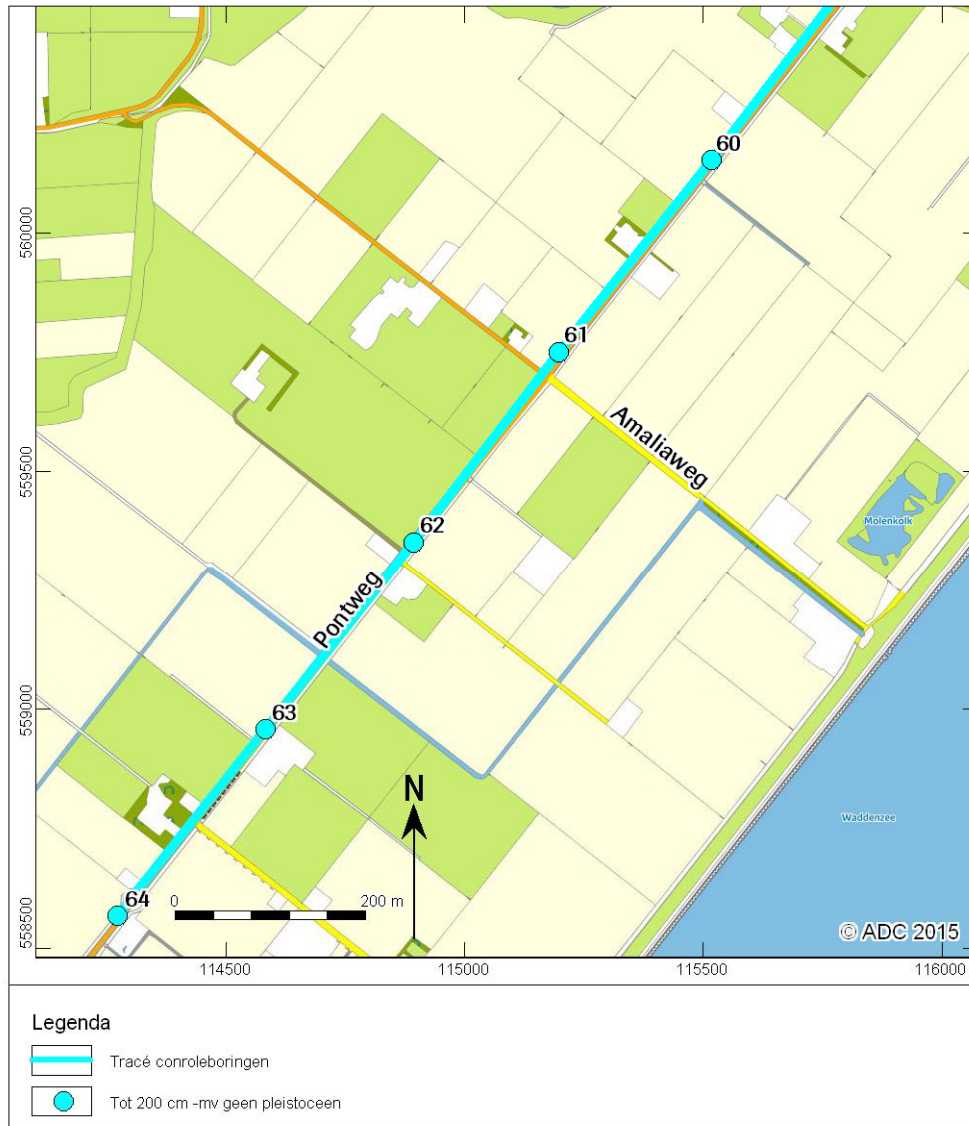 60
560000
61
Amaliaweg
559500
Molenkolk
62
Pontweg
559000
63
N
Waddenzee
64
0 200 m
558500
© ADC 2015
114500 115000 115500 116000
Legenda
Tracé conroleboringen
Tot 200 cm -mv geen pleistoceen